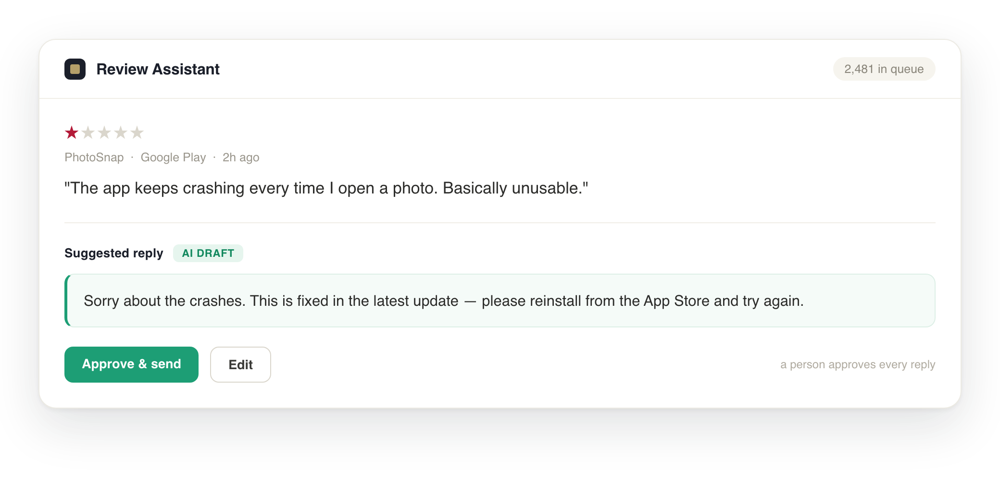 Review Assistant
2,481 in queue
PhotoSnap · Google Play · 2h ago
"The app keeps crashing every time I open a photo. Basically unusable."
Suggested reply AI DRAFT
Sorry about the crashes. This is fixed in the latest update — please reinstall from the App Store and try again.
Approve & send
Edit
a person approves every reply